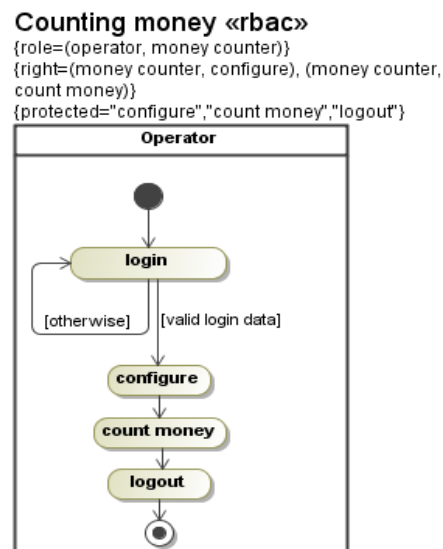 Counting money «rbac»
{role=(operator, money counter)}
{right=(money counter, configure), (money counter,
count money)}
{protected="configure","count money","logout"}
Operator
login
[otherwise]
[valid login data]
configure
count money
logout